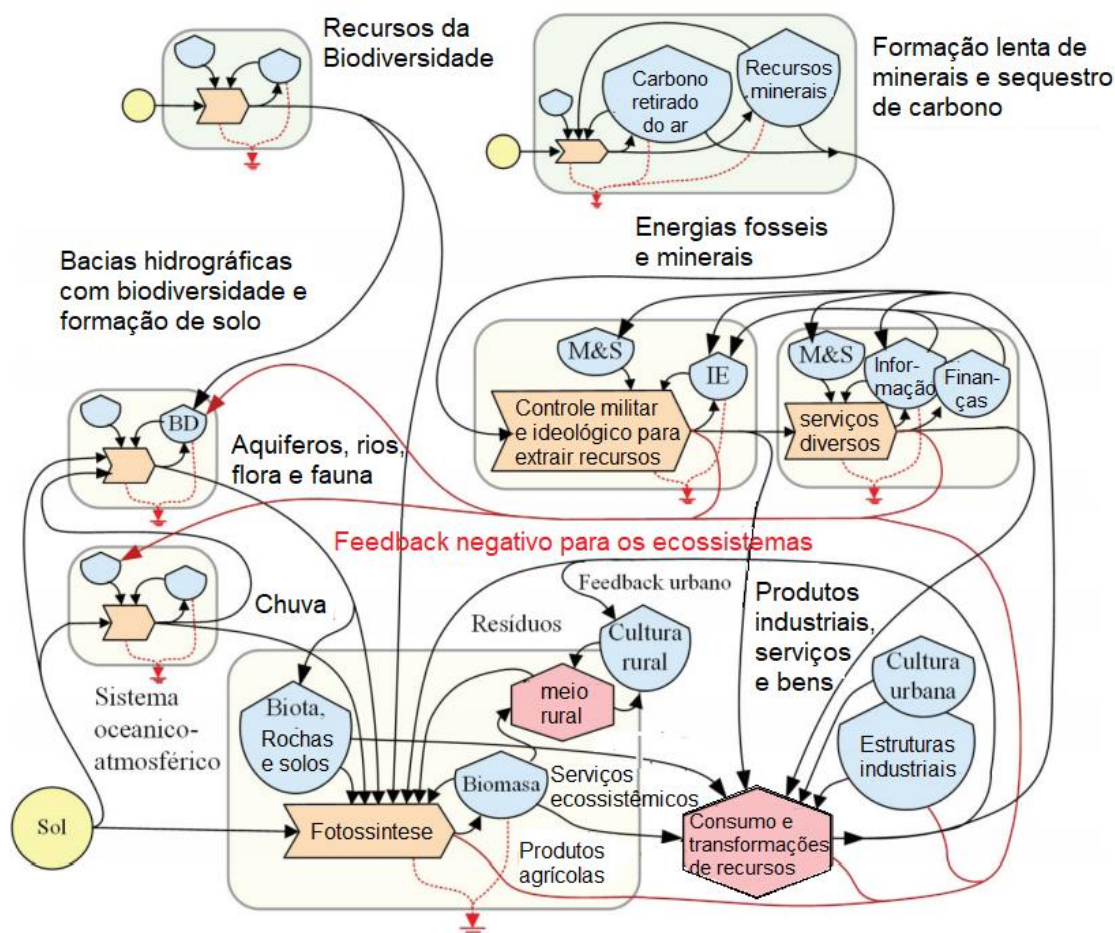 Recursos da
Biodiversidade
Formação lenta de
minerais e sequestro
de carbono
Carbono
retirado
do ar
Recursos
minerais
Energias fosseis
e minerais
Bacias hidrográficas
com biodiversidade e
formação de solo
M&S
IE
Controle militar
e ideológico para
extrair recursos
M&S
Infor-
mação
Finan-
ças
serviços
diversos
BD
Aquiferos, rios,
flora e fauna
Feedback negativo para os ecossistemas
Chuva
Feedback urbano
Resíduos
Cultura
rural
meio
rural
Produtos
industriais,
serviços
e bens
Cultura
urbana
Estruturas
industriais
Sistema
oceanico-
atmosférico
Biota,
Rochas
e solos
Biomasa
Serviços
ecossistêmicos
Sol
Fotossintese
Produtos
agrícolas
Consumo e
transformações
de recursos